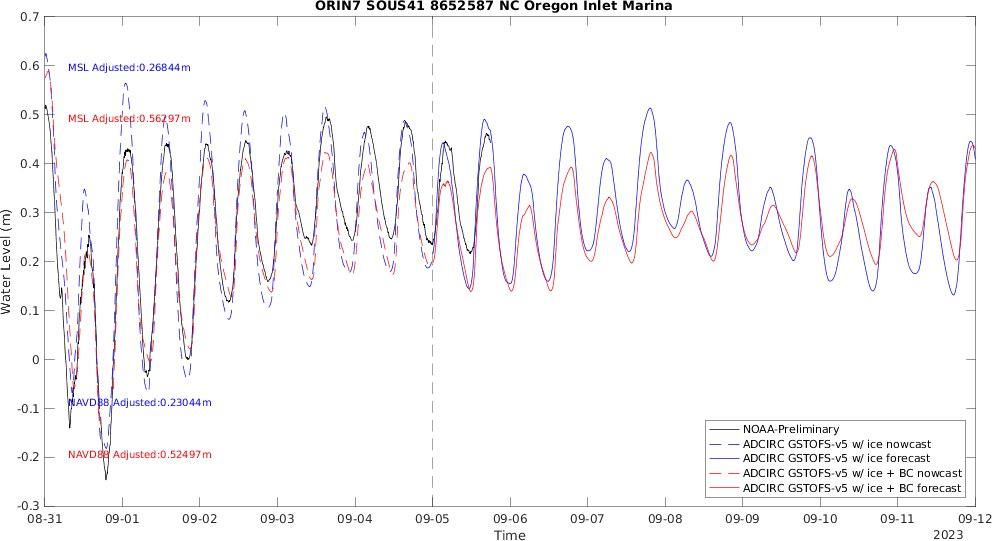 ORIN7 SOUS41 8652587 NC Oregon Inlet Marina
0.7
0.6
0.5
0.4
0.3
0.2
0.1
0
-0.1
-0.2
-0.3
Water Level (m)
MSL Adjusted:0.26844m
MSL Adjusted:0.56297m
NAVD88 Adjusted:0.23044m
NAVD88 Adjusted:0.52497m
NOAA-Preliminary
ADCIRC GSTOFS-v5 w/ ice nowcast
ADCIRC GSTOFS-v5 w/ ice forecast
ADCIRC GSTOFS-v5 w/ ice + BC nowcast
ADCIRC GSTOFS-v5 w/ ice + BC forecast
08-31 09-01 09-02 09-03 09-04 09-05 09-06 09-07 09-08 09-09 09-10 09-11 09-12
Time
2023